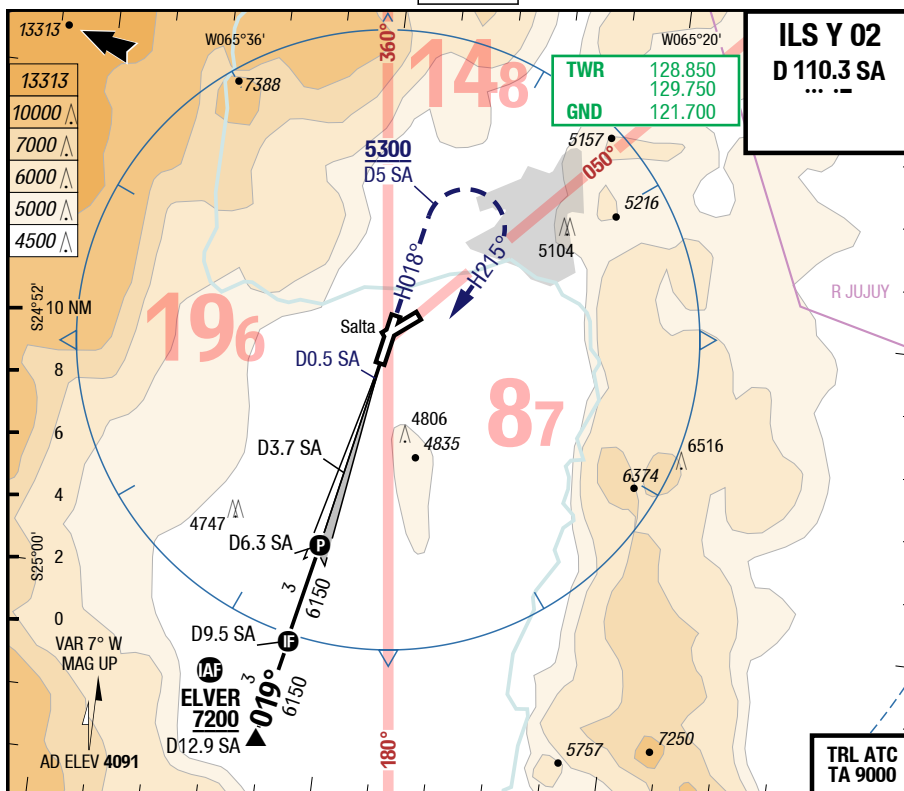 13313
W065°36'
360°
W065°20'
ILS Y 02
D 110.3 SA
TWR 128.850
129.750
GND 121.700
13313
10000
7000
6000
5000
4500
7388
148
5157
050°
5300
D5 SA
5216
5104
H018°
H215°
R JUJUY
S24°52'
10 NM
196
Salta
D0.5 SA
8
87
6
4806
4835
D3.7 SA
6516
6374
4
4747
D6.3 SA
P
S25°00'
2
3
6150
0
D9.5 SA
IF
VAR 7° W
MAG UP
IAF
ELVER
7200
D12.9 SA
019°
3
6150
AD ELEV 4091
180°
5757
7250
TRL ATC
TA 9000